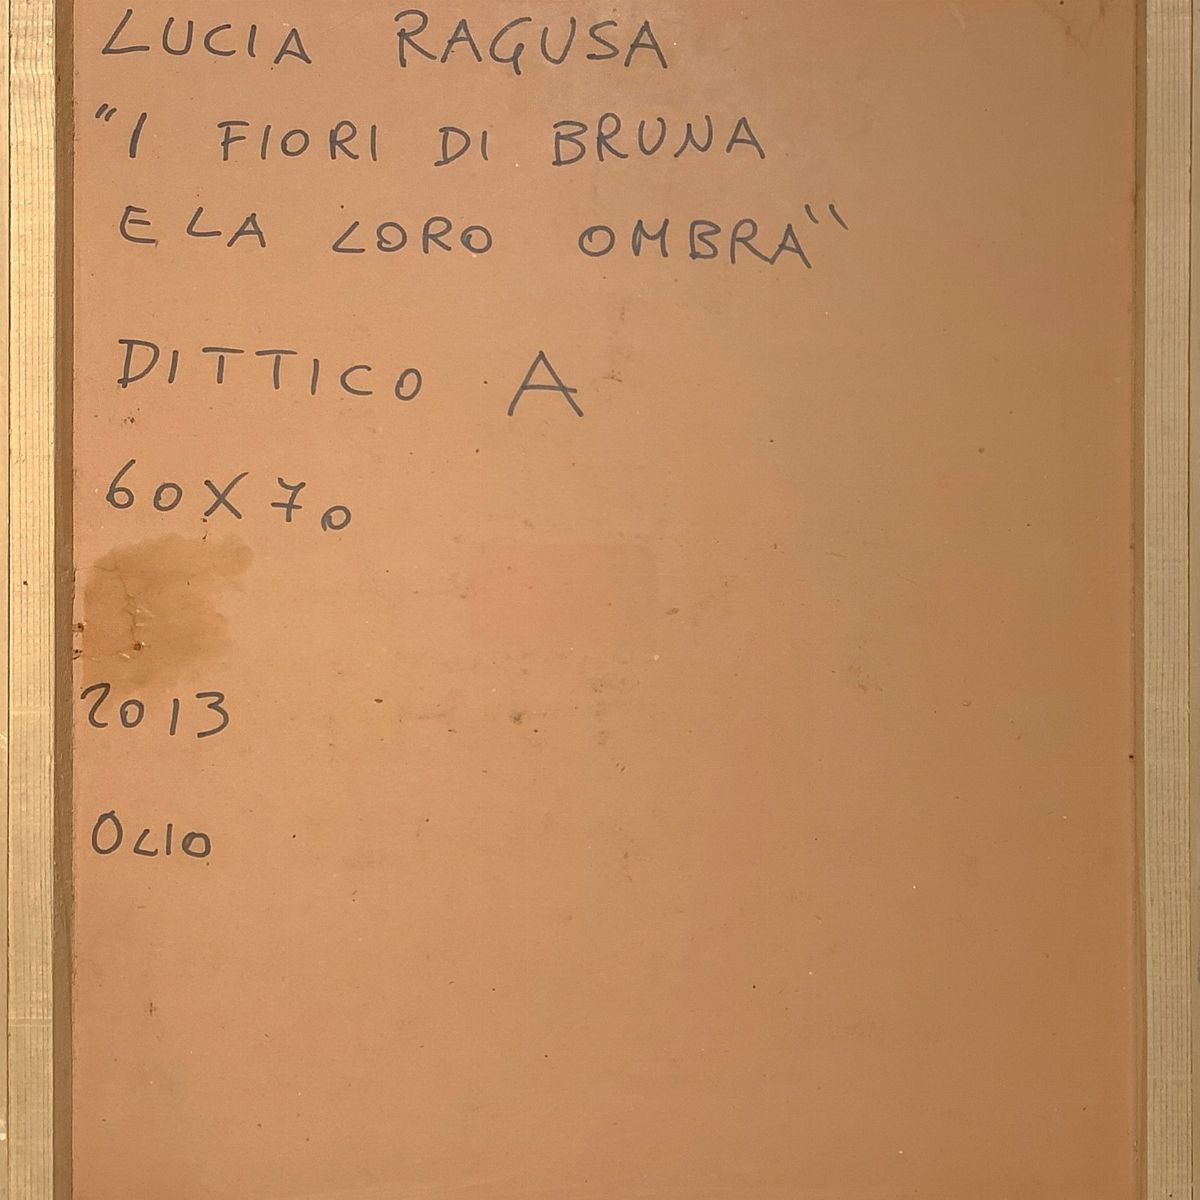 LUCIA RAGUSA
"I FIORI DI BRUNA
E LA LORO OMBRA"
DITTICO A
60X70
2013
OLIO